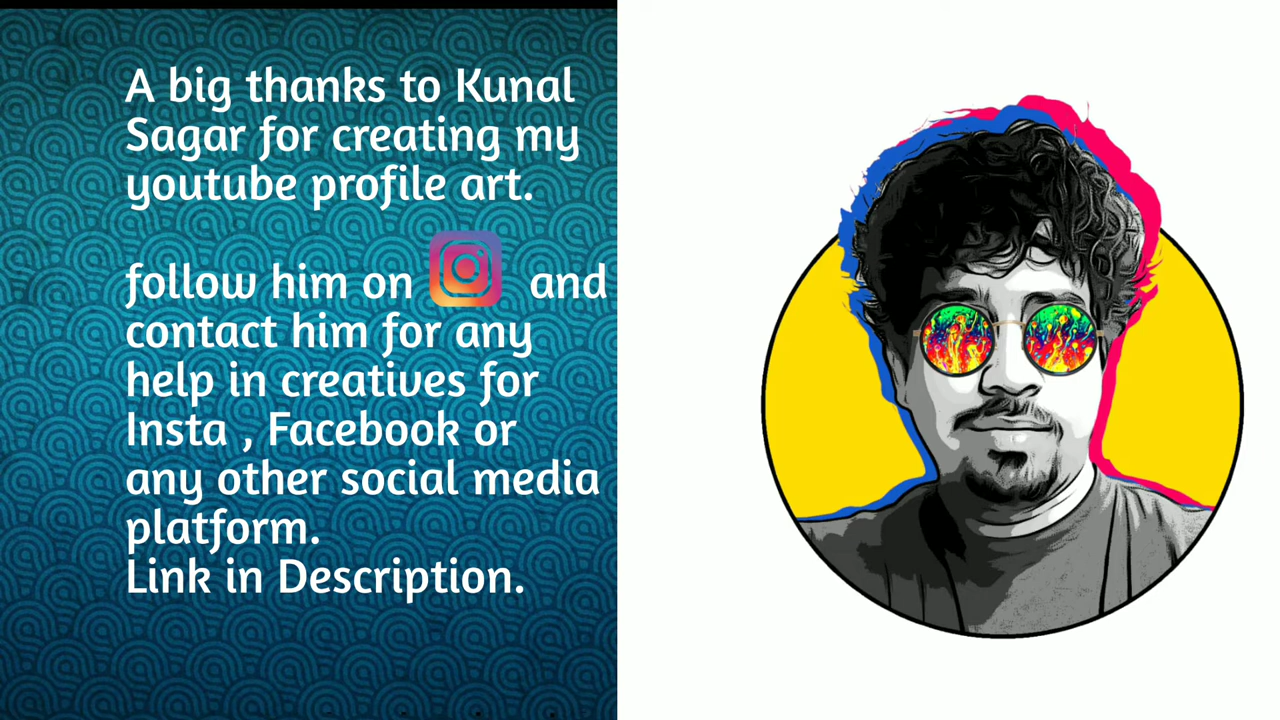 A big thanks to Kunal
Sagar for creating my
youtube profile art.
follow him on and
contact him for any
help in creatives for
Insta , Facebook or
any other social media
platform.
Link in Description.